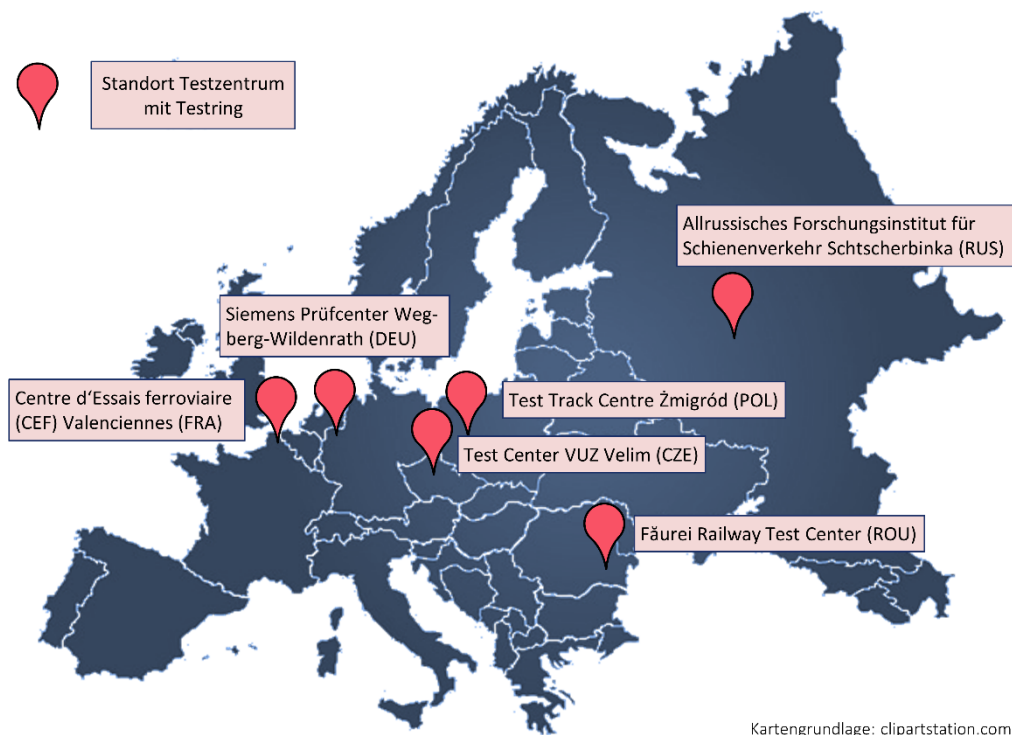 Standort Testzentrum
mit Testring
Allrussisches Forschungsinstitut für
Schienenverkehr Schtscherbinka (RUS)
Siemens Prüfcenter Weg-
berg-Wildenrath (DEU)
Centre d‘Essais ferroviaire
(CEF) Valenciennes (FRA)
Test Track Centre Żmigród (POL)
Test Center VUZ Velim (CZE)
Făurei Railway Test Center (ROU)
Kartengrundlage: clipartstation.com